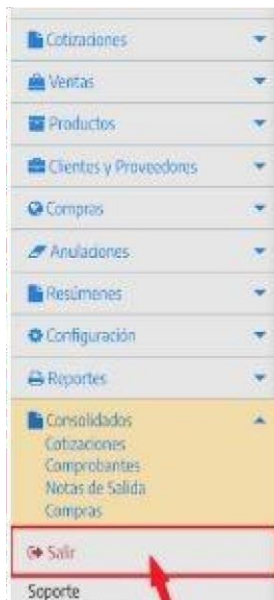 Cotizaciones
Ventas
Productos
Clientes y Proveedores
Compras
Anulaciones
Resúmenes
Configuración
Reportes
Consolidados
Cotizaciones
Comprobantes
Notas de Salida
Compras
Salir
Soporte